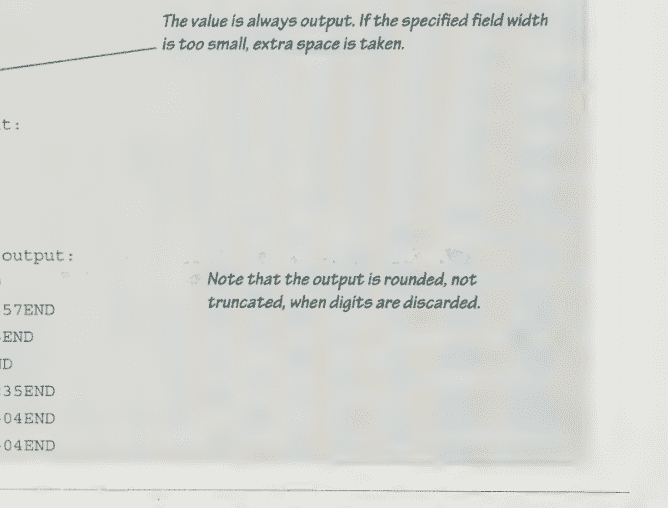 The value is always output. If the specified field width
is too small, extra space is taken.
t:
output:
Note that the output is rounded, not
truncated, when digits are discarded.
57END
END
ND
35END
04END
04END